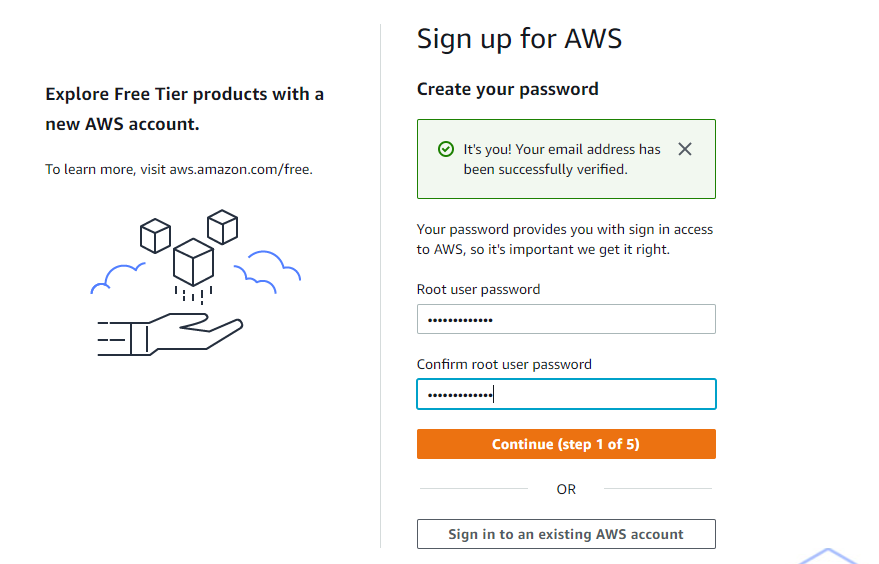 Explore Free Tier products with a
new AWS account.
To learn more, visit aws.amazon.com/free.
Sign up for AWS
Create your password
It's you! Your email address has
been successfully verified.
Your password provides you with sign in access
to AWS, so it's important we get it right.
Root user password
•••••••••••••
Confirm root user password
•••••••••••••
Continue (step 1 of 5)
OR
Sign in to an existing AWS account